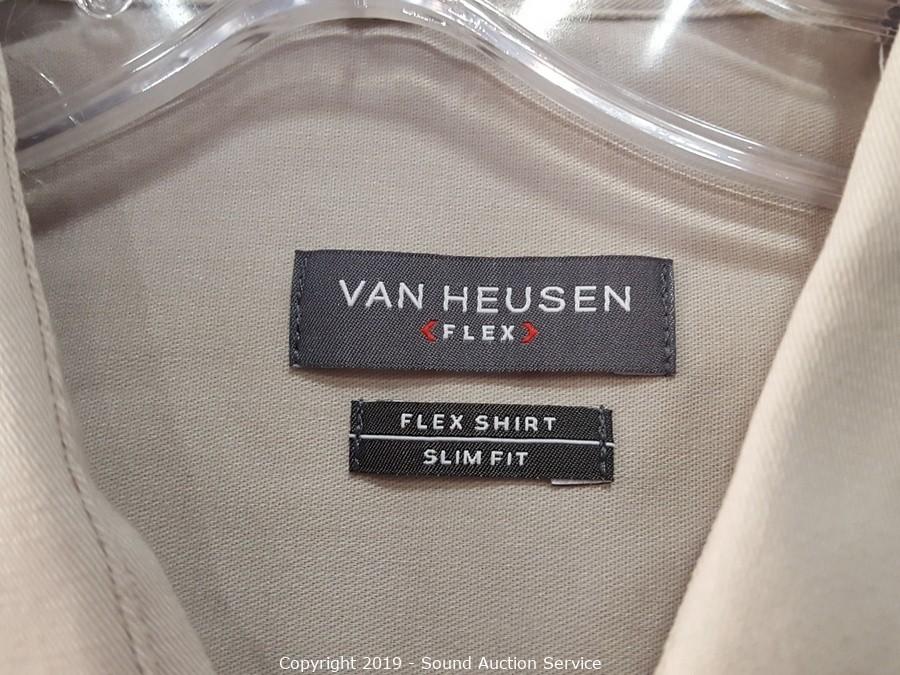 VAN HEUSEN
FLEX
FLEX SHIRT
SLIM FIT
Copyright 2019 - Sound Auction Service